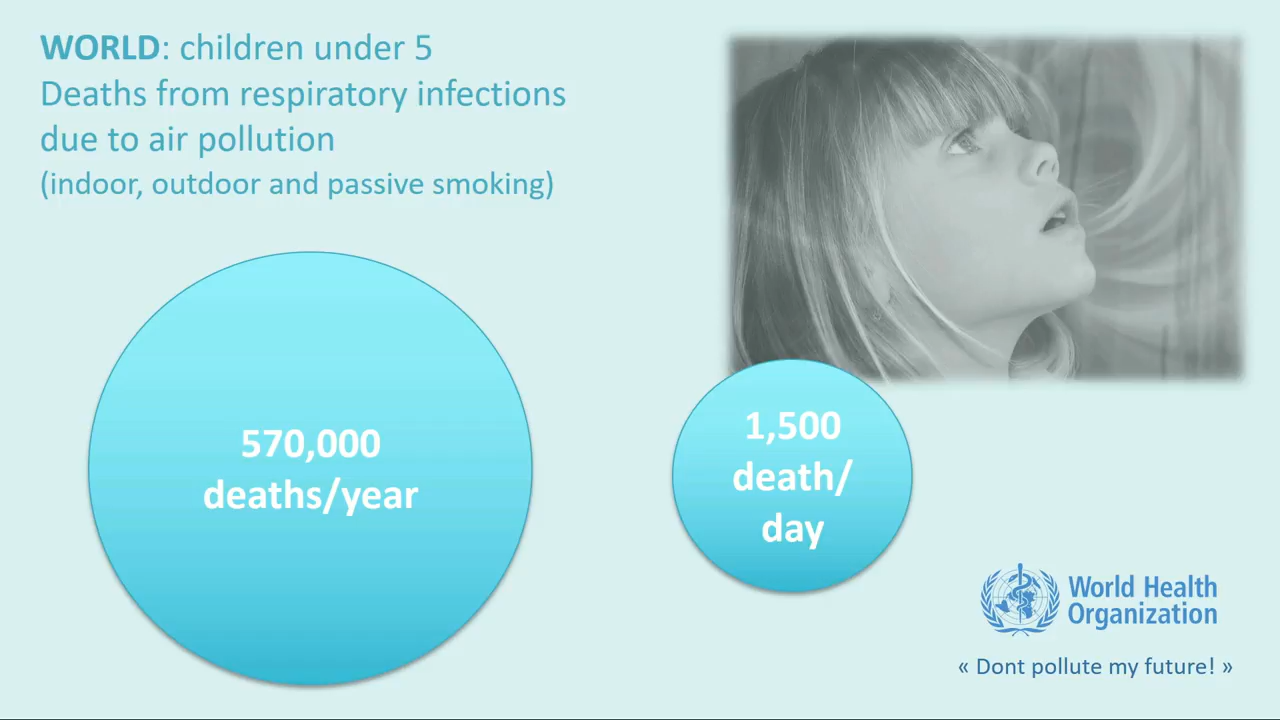 WORLD: children under 5
Deaths from respiratory infections
due to air pollution
(indoor, outdoor and passive smoking)
570,000
deaths/year
1,500
death/
day
World Health
Organization
« Dont pollute my future! »